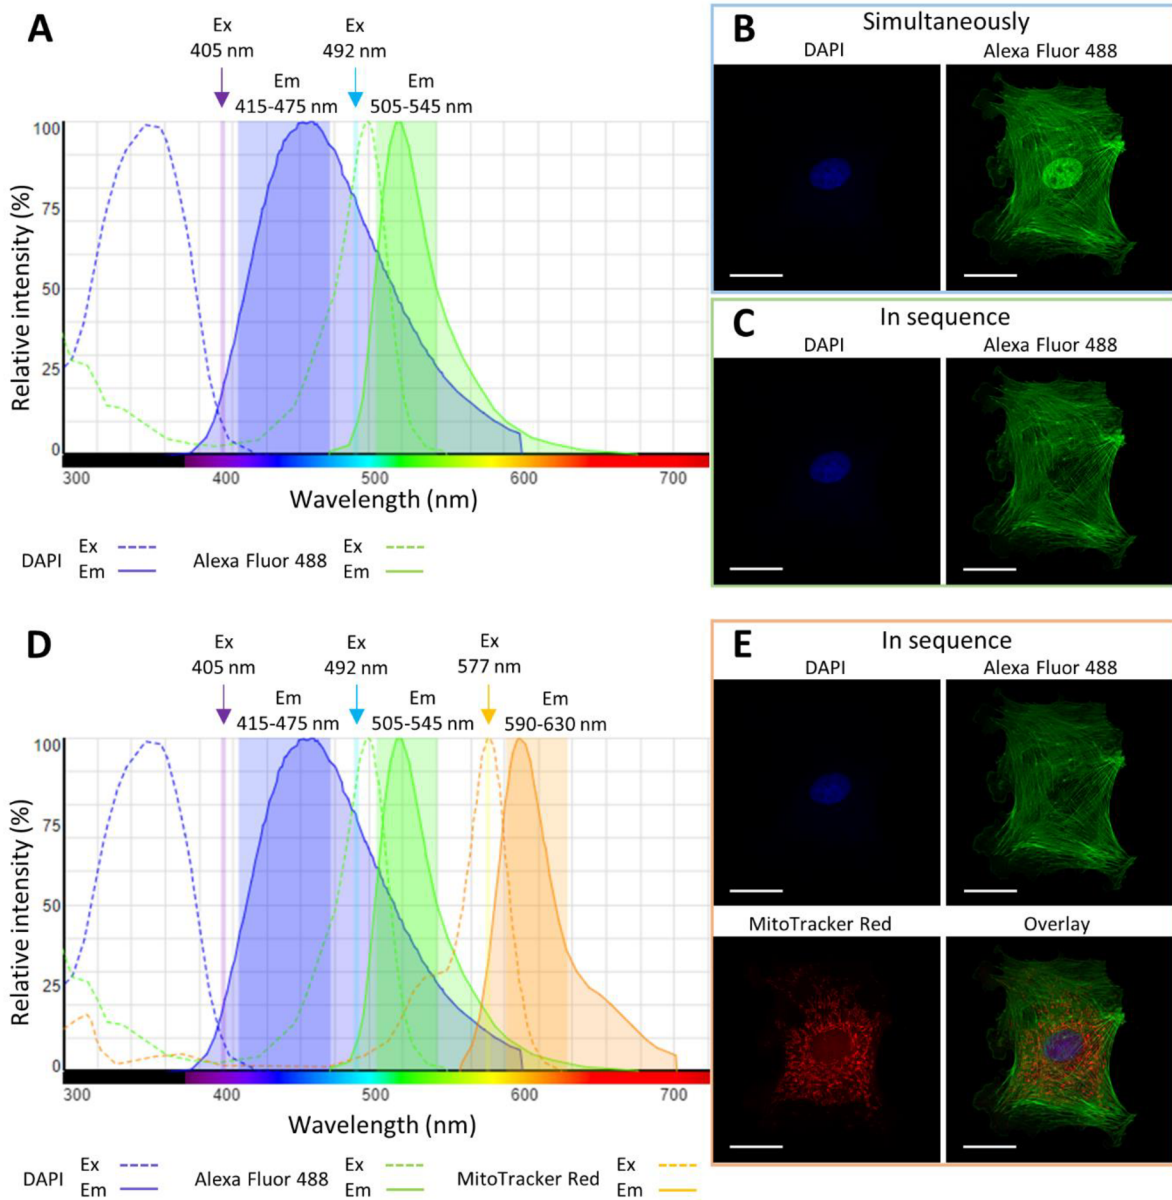 A
Ex
405 nm
Ex
492 nm
Em
415-475 nm
Em
505-545 nm
100
75
50
25
0
Relative intensity (%)
300
400
500
600
700
Wavelength (nm)
DAPI
Ex
Em
Alexa Fluor 488
Ex
Em
B
Simultaneously
DAPI
Alexa Fluor 488
C
In sequence
DAPI
Alexa Fluor 488
D
Ex
405 nm
Ex
492 nm
Ex
577 nm
Em
415-475 nm
Em
505-545 nm
Em
590-630 nm
100
75
50
25
0
Relative intensity (%)
300
400
500
600
700
Wavelength (nm)
DAPI
Ex
Em
Alexa Fluor 488
Ex
Em
MitoTracker Red
Ex
Em
E
In sequence
DAPI
Alexa Fluor 488
MitoTracker Red
Overlay